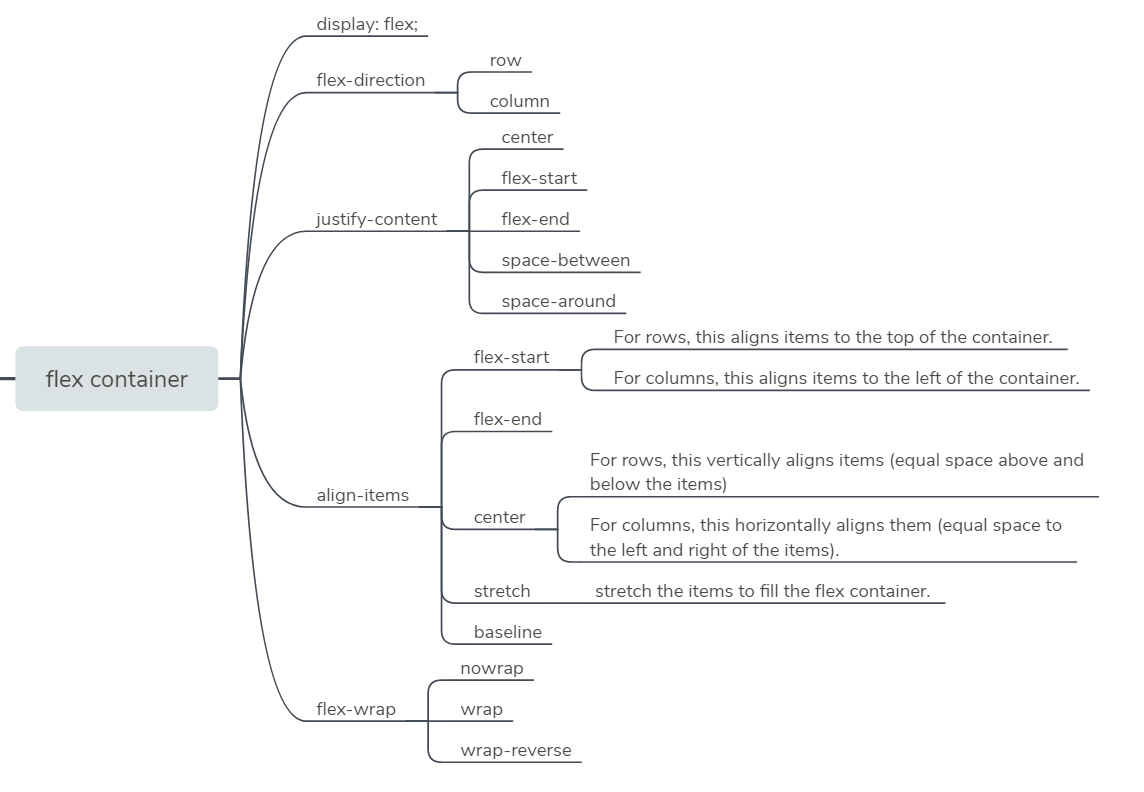 display: flex;
flex-direction
row
column
justify-content
center
flex-start
flex-end
space-between
space-around
flex container
align-items
flex-start
For rows, this aligns items to the top of the container.
For columns, this aligns items to the left of the container.
flex-end
center
For rows, this vertically aligns items (equal space above and
below the items)
For columns, this horizontally aligns them (equal space to
the left and right of the items).
stretch
stretch the items to fill the flex container.
baseline
flex-wrap
nowrap
wrap
wrap-reverse